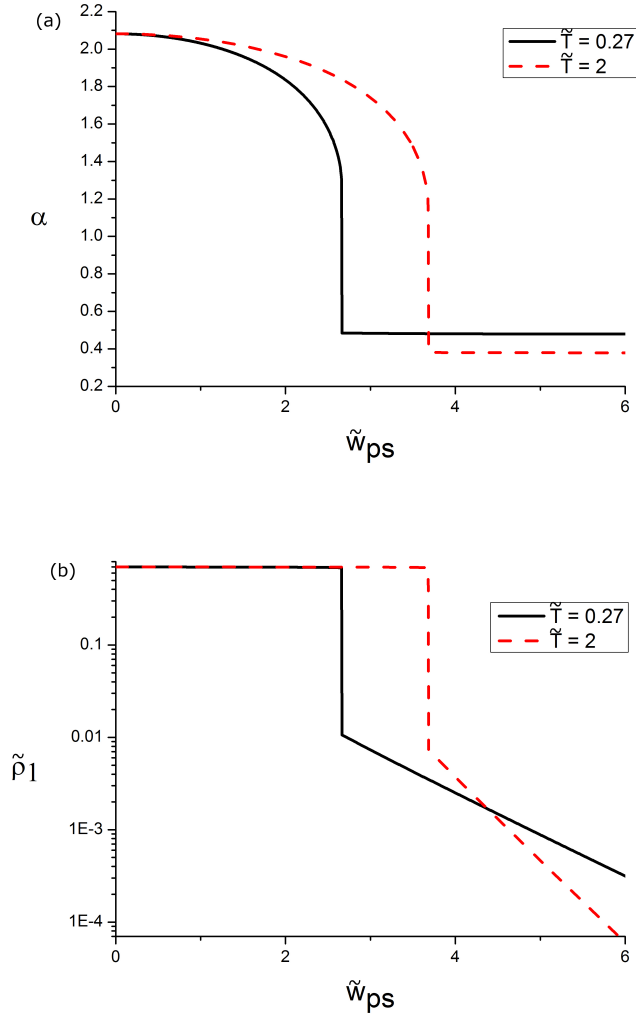 (a)
T̃ = 0.27
T̃ = 2
2.2
2.0
1.8
1.6
1.4
1.2
1.0
0.8
0.6
0.4
0.2
α
0 2 4 6
w̃ps
(b)
T̃ = 0.27
T̃ = 2
0.1
0.01
1E-3
1E-4
ρ̃1
0 2 4 6
w̃ps